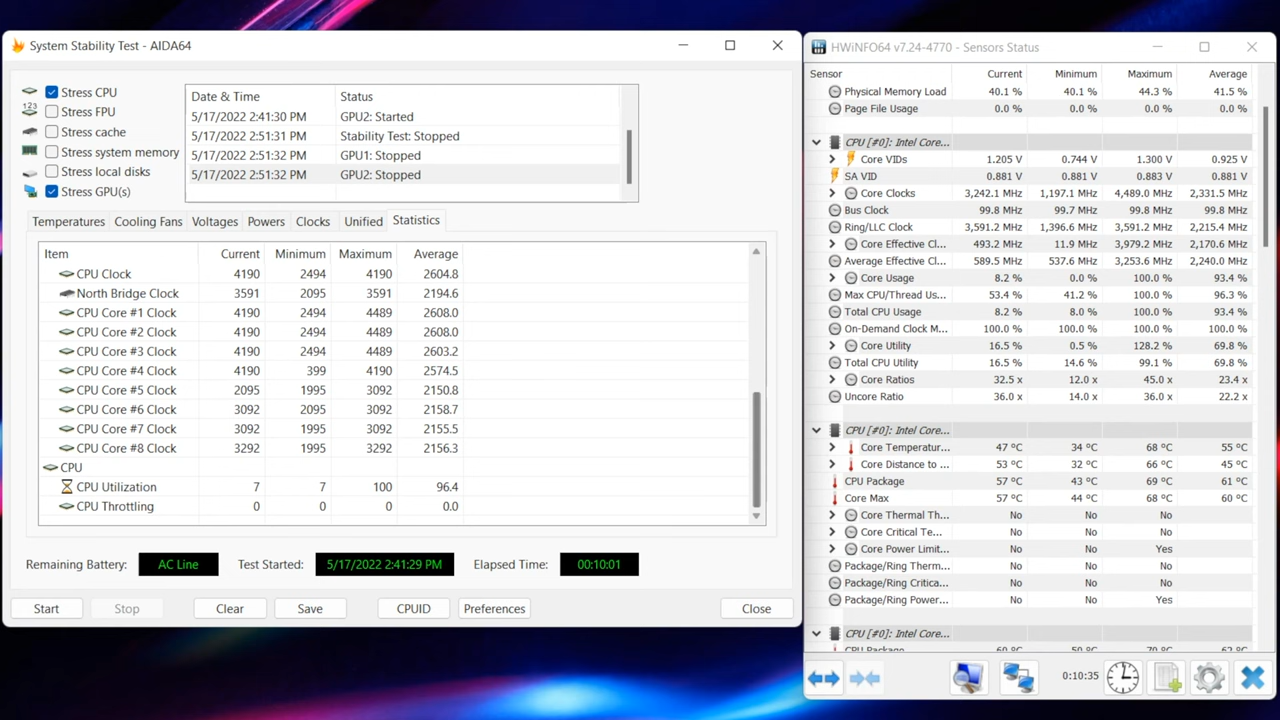 System Stability Test - AIDA64
Stress CPU
123 Stress FPU
Stress cache
Stress system memory
Stress local disks
Stress GPU(s)
Date & Time Status
5/17/2022 2:41:30 PM GPU2: Started
5/17/2022 2:51:31 PM Stability Test: Stopped
5/17/2022 2:51:32 PM GPU1: Stopped
5/17/2022 2:51:32 PM GPU2: Stopped
Temperatures Cooling Fans Voltages Powers Clocks Unified Statistics
Item Current Minimum Maximum Average
CPU Clock 4190 2494 4190 2604.8
North Bridge Clock 3591 2095 3591 2194.6
CPU Core #1 Clock 4190 2494 4489 2608.0
CPU Core #2 Clock 4190 2494 4489 2608.0
CPU Core #3 Clock 4190 2494 4489 2603.2
CPU Core #4 Clock 4190 399 4190 2574.5
CPU Core #5 Clock 2095 1995 3092 2150.8
CPU Core #6 Clock 3092 2095 3092 2158.7
CPU Core #7 Clock 3092 1995 3092 2155.5
CPU Core #8 Clock 3292 1995 3092 2156.3
CPU
CPU Utilization 7 7 100 96.4
CPU Throttling 0 0 0 0.0
Remaining Battery: AC Line Test Started: 5/17/2022 2:41:29 PM Elapsed Time: 00:10:01
Start Stop Clear Save CPUID Preferences Close
HWiNFO64 v7.24-4770 - Sensors Status
Sensor Current Minimum Maximum Average
Physical Memory Load 40.1 % 40.1 % 44.3 % 41.5 %
Page File Usage 0.0 % 0.0 % 0.0 % 0.0 %
CPU [#0]: Intel Core...
Core VIDs 1.205 V 0.744 V 1.300 V 0.925 V
SA VID 0.881 V 0.881 V 0.883 V 0.881 V
Core Clocks 3,242.1 MHz 1,197.1 MHz 4,489.0 MHz 2,331.5 MHz
Bus Clock 99.8 MHz 99.7 MHz 99.8 MHz 99.8 MHz
Ring/LLC Clock 3,591.2 MHz 1,396.6 MHz 3,591.2 MHz 2,215.4 MHz
Core Effective Cl... 493.2 MHz 11.9 MHz 3,979.2 MHz 2,170.6 MHz
Average Effective Cl... 589.5 MHz 537.6 MHz 3,253.6 MHz 2,240.0 MHz
Core Usage 8.2 % 0.0 % 100.0 % 93.4 %
Max CPU/Thread Us... 53.4 % 41.2 % 100.0 % 96.3 %
Total CPU Usage 8.2 % 8.0 % 100.0 % 93.4 %
On-Demand Clock M... 100.0 % 100.0 % 100.0 % 100.0 %
Core Utility 16.5 % 0.5 % 128.2 % 69.8 %
Total CPU Utility 16.5 % 14.6 % 99.1 % 69.8 %
Core Ratios 32.5 x 12.0 x 45.0 x 23.4 x
Uncore Ratio 36.0 x 14.0 x 36.0 x 22.2 x
CPU [#0]: Intel Core...
Core Temperatur... 47 °C 34 °C 68 °C 55 °C
Core Distance to ... 53 °C 32 °C 66 °C 45 °C
CPU Package 57 °C 43 °C 69 °C 61 °C
Core Max 57 °C 44 °C 68 °C 60 °C
Core Thermal Th... No No No
Core Critical Te... No No No
Core Power Limit... No No Yes
Package/Ring Therm... No No No
Package/Ring Critica... No No No
Package/Ring Power... No No Yes
CPU [#0]: Intel Core...
CPU Package 60 °C 50 °C 70 °C 62 °C
0:10:35